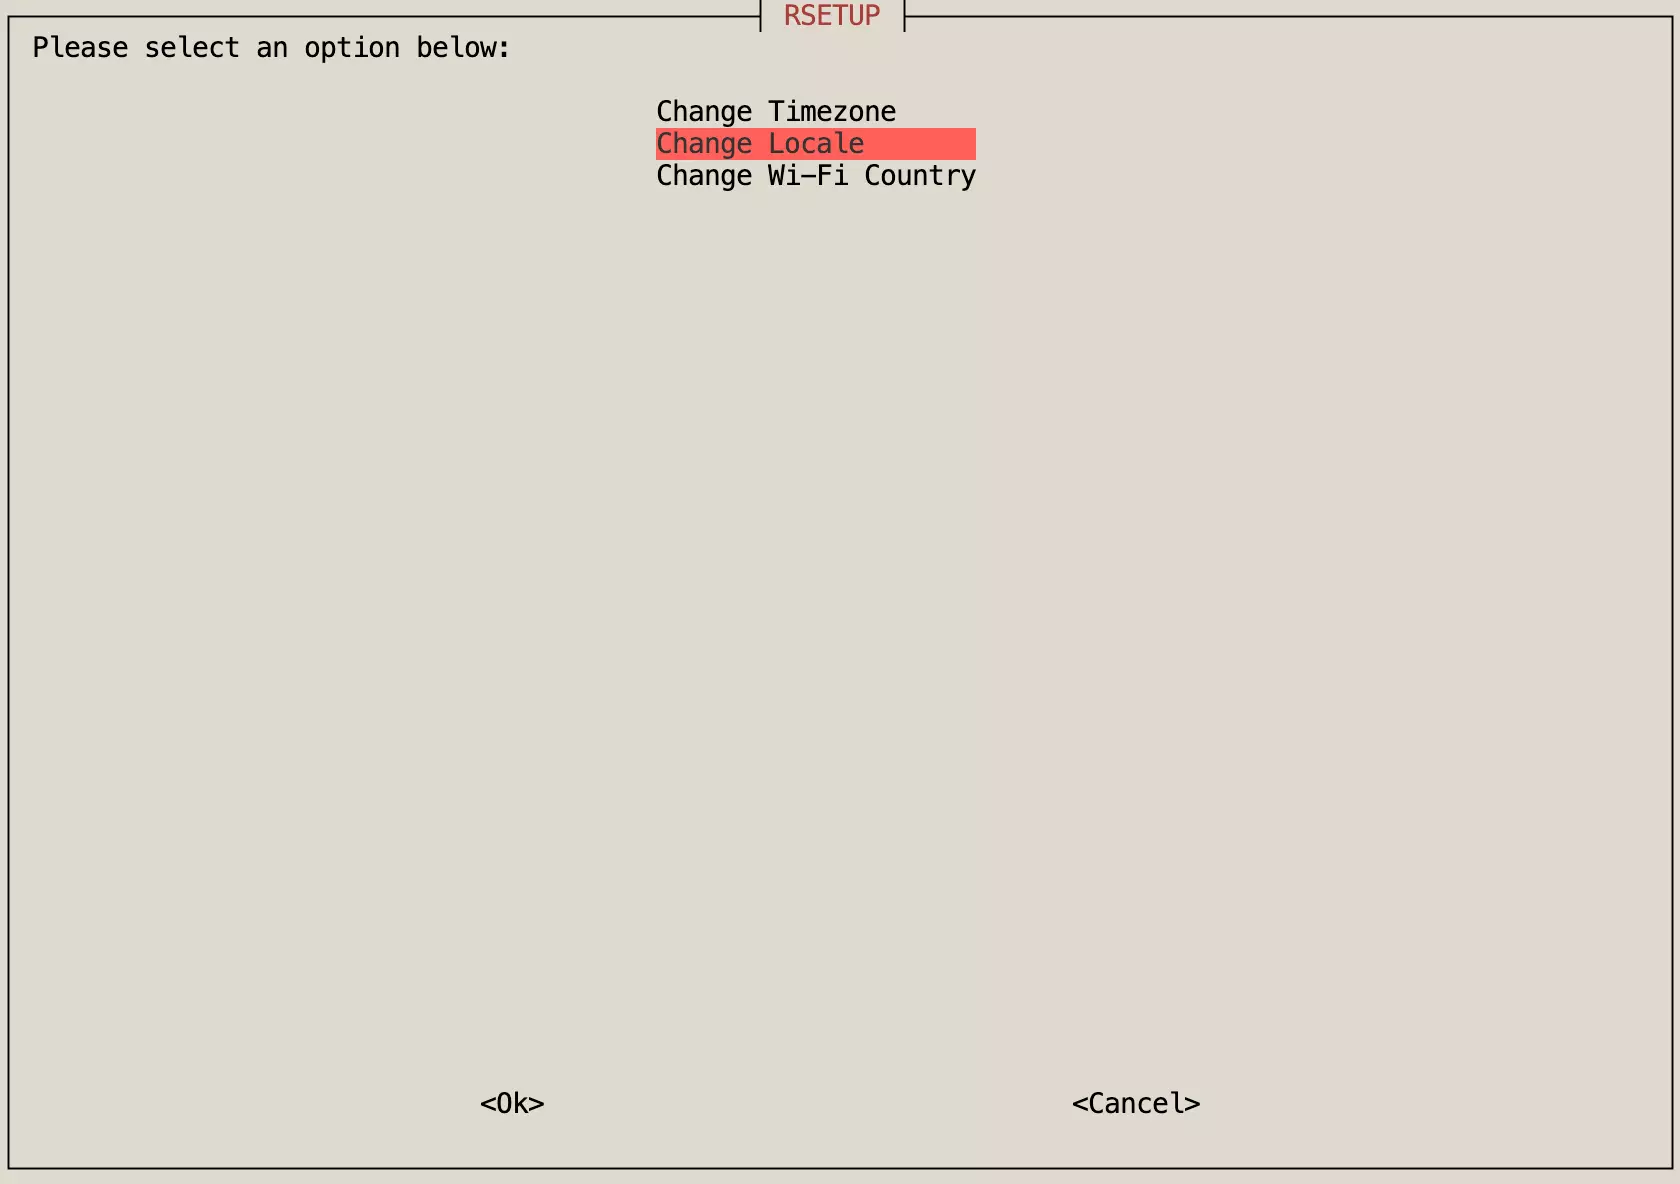 RSETUP
Please select an option below:
Change Timezone
Change Locale
Change Wi-Fi Country
<Ok> <Cancel>